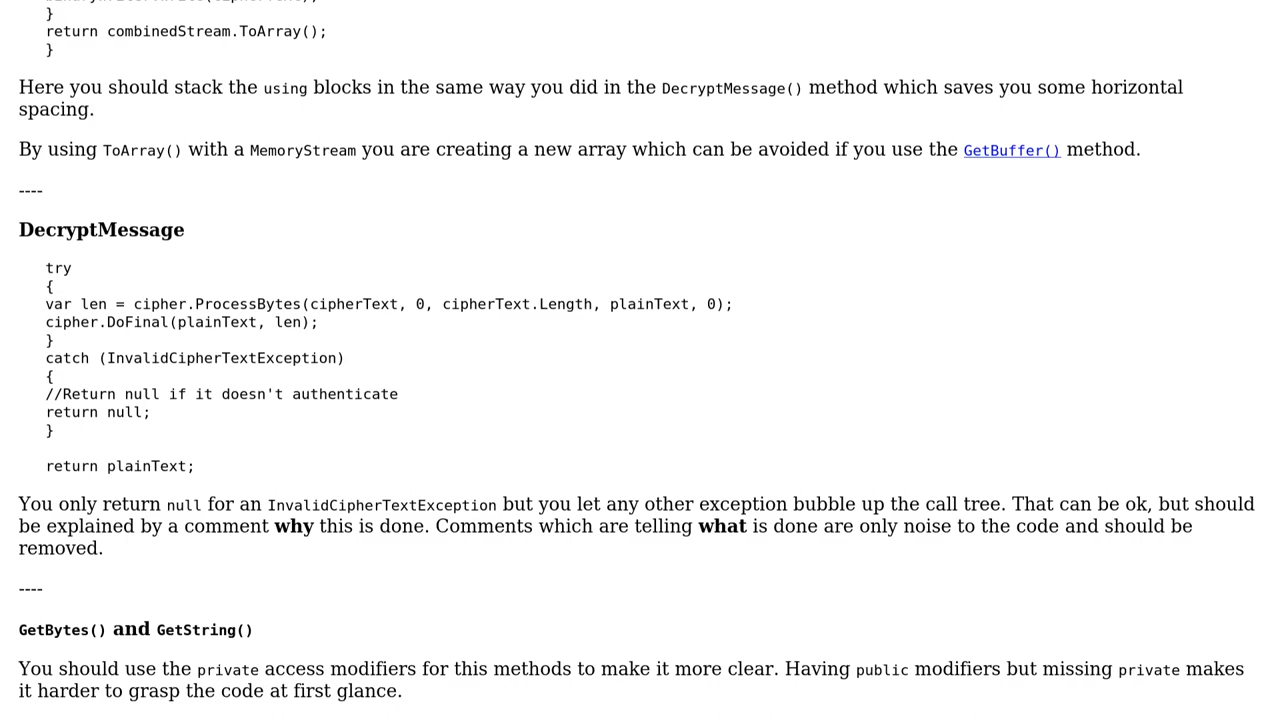 }
return combinedStream.ToArray();
}
Here you should stack the using blocks in the same way you did in the DecryptMessage() method which saves you some horizontal
spacing.
By using ToArray() with a MemoryStream you are creating a new array which can be avoided if you use the GetBuffer() method.
----
DecryptMessage
try
{
var len = cipher.ProcessBytes(cipherText, 0, cipherText.Length, plainText, 0);
cipher.DoFinal(plainText, len);
}
catch (InvalidCipherTextException)
{
//Return null if it doesn't authenticate
return null;
}
return plainText;
You only return null for an InvalidCipherTextException but you let any other exception bubble up the call tree. That can be ok, but should
be explained by a comment why this is done. Comments which are telling what is done are only noise to the code and should be
removed.
----
GetBytes() and GetString()
You should use the private access modifiers for this methods to make it more clear. Having public modifiers but missing private makes
it harder to grasp the code at first glance.